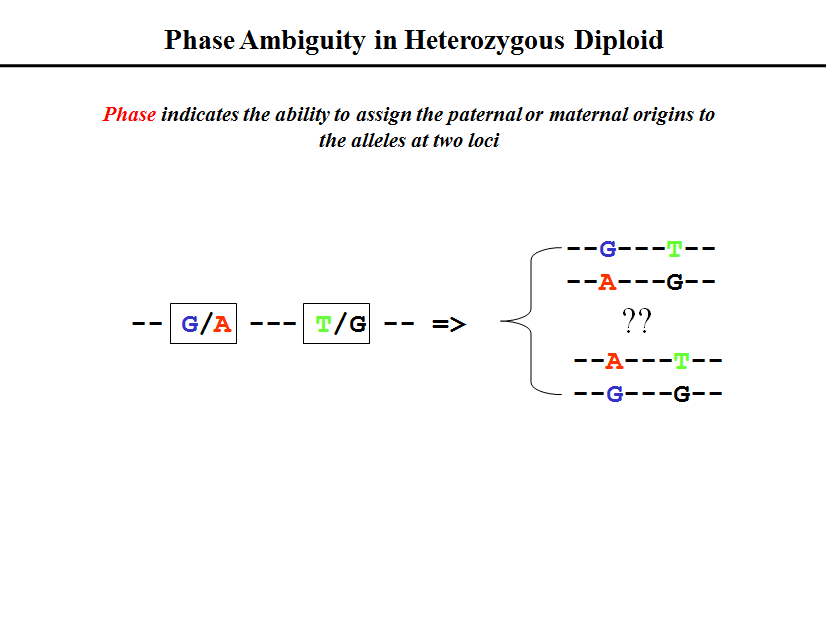 Phase Ambiguity in Heterozygous Diploid
Phase indicates the ability to assign the paternal or maternal origins to
the alleles at two loci
--G---T--
--A---G--
-- G/A --- T/G -- =>
??
--A---T--
--G---G--